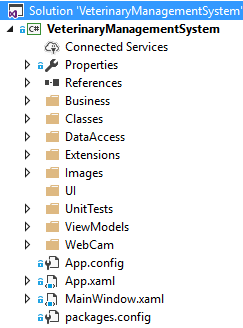 Solution 'VeterinaryManagementSystem'
C# VeterinaryManagementSystem
Connected Services
Properties
References
Business
Classes
DataAccess
Extensions
Images
UI
UnitTests
ViewModels
WebCam
App.config
App.xaml
MainWindow.xaml
packages.config